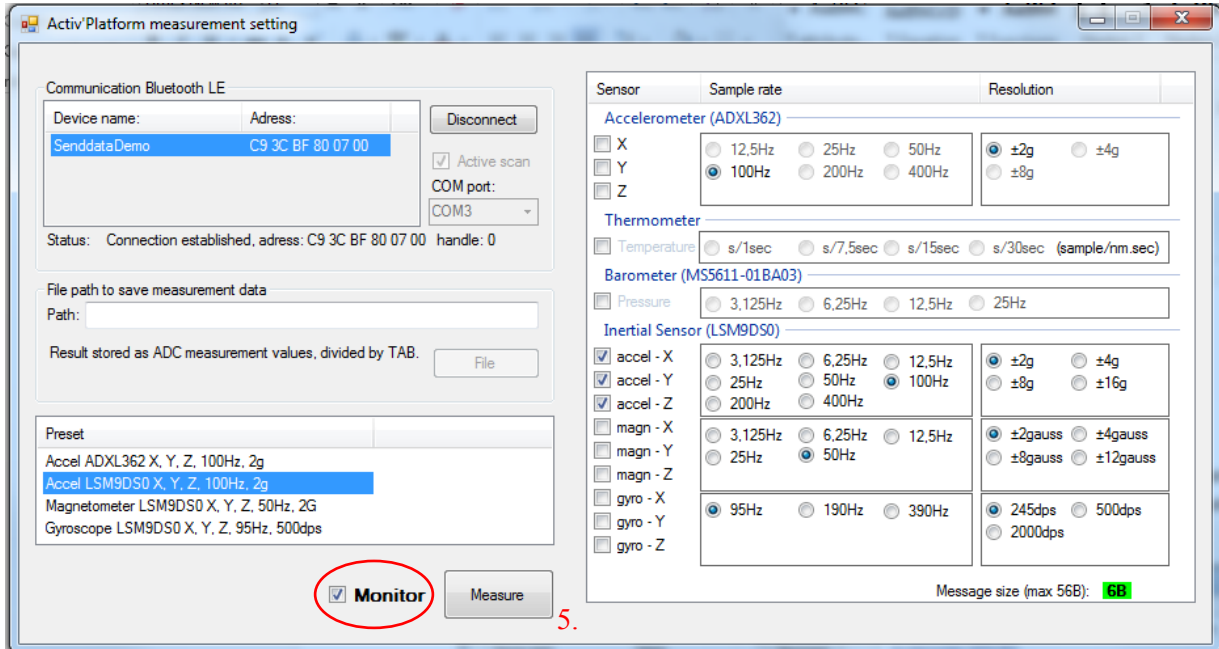 Activ'Platform measurement setting
Communication Bluetooth LE
Device name: Adress:
SenddataDemo C9 3C BF 80 07 00
Disconnect
Active scan
COM port:
COM3
Status: Connection established, adress: C9 3C BF 80 07 00 handle: 0
File path to save measurement data
Path:
Result stored as ADC measurement values, divided by TAB.
File
Preset
Accel ADXL362 X, Y, Z, 100Hz, 2g
Accel LSM9DS0 X, Y, Z, 100Hz, 2g
Magnetometer LSM9DS0 X, Y, Z, 50Hz, 2G
Gyroscope LSM9DS0 X, Y, Z, 95Hz, 500dps
Monitor
Measure
5.
Sensor Sample rate Resolution
Accelerometer (ADXL362)
X
Y
Z
12,5Hz 25Hz 50Hz
100Hz 200Hz 400Hz
±2g ±4g
±8g
Thermometer
Temperature s/1sec s/7,5sec s/15sec s/30sec (sample/nm.sec)
Barometer (MS5611-01BA03)
Pressure 3,125Hz 6,25Hz 12,5Hz 25Hz
Inertial Sensor (LSM9DS0)
accel - X
accel - Y
accel - Z
3,125Hz 6,25Hz 12,5Hz
25Hz 50Hz 100Hz
200Hz 400Hz
±2g ±4g
±8g ±16g
magn - X
magn - Y
magn - Z
3,125Hz 6,25Hz 12,5Hz
25Hz 50Hz
±2gauss ±4gauss
±8gauss ±12gauss
gyro - X
gyro - Y
gyro - Z
95Hz 190Hz 390Hz
245dps 500dps
2000dps
Message size (max 56B): 6B